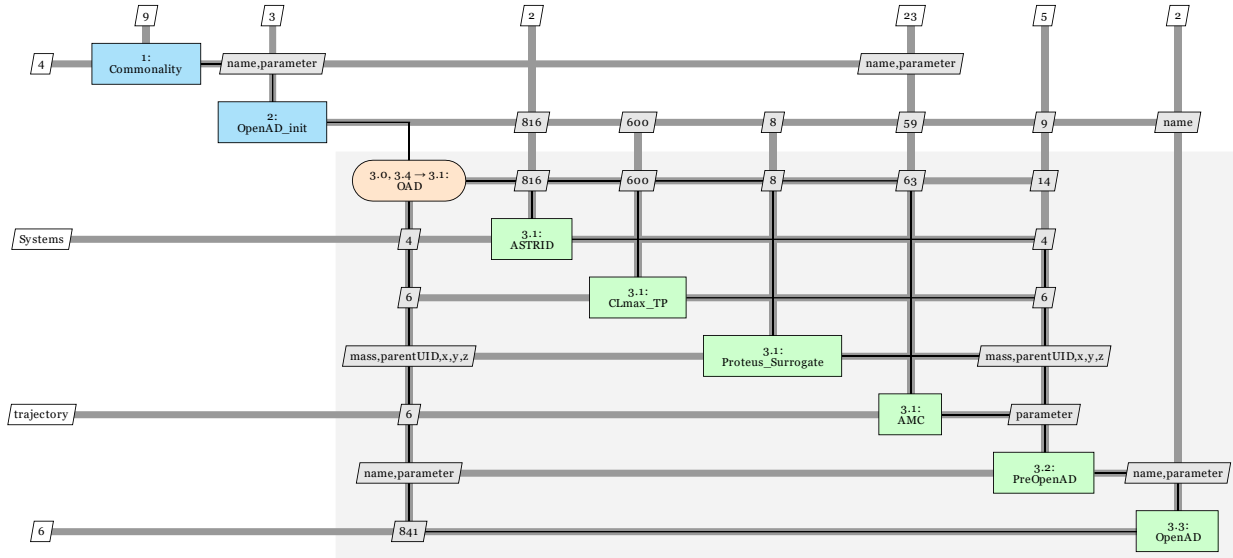 9
3
2
23
5
2
4
1:
Commonality
name,parameter
name,parameter
2:
OpenAD_init
816
600
8
59
9
name
3.0, 3.4 → 3.1:
OAD
816
600
8
63
14
Systems
4
3.1:
ASTRID
4
6
3.1:
CLmax_TP
6
mass,parentUID,x,y,z
3.1:
Proteus_Surrogate
mass,parentUID,x,y,z
trajectory
6
3.1:
AMC
parameter
name,parameter
3.2:
PreOpenAD
name,parameter
6
841
3.3:
OpenAD